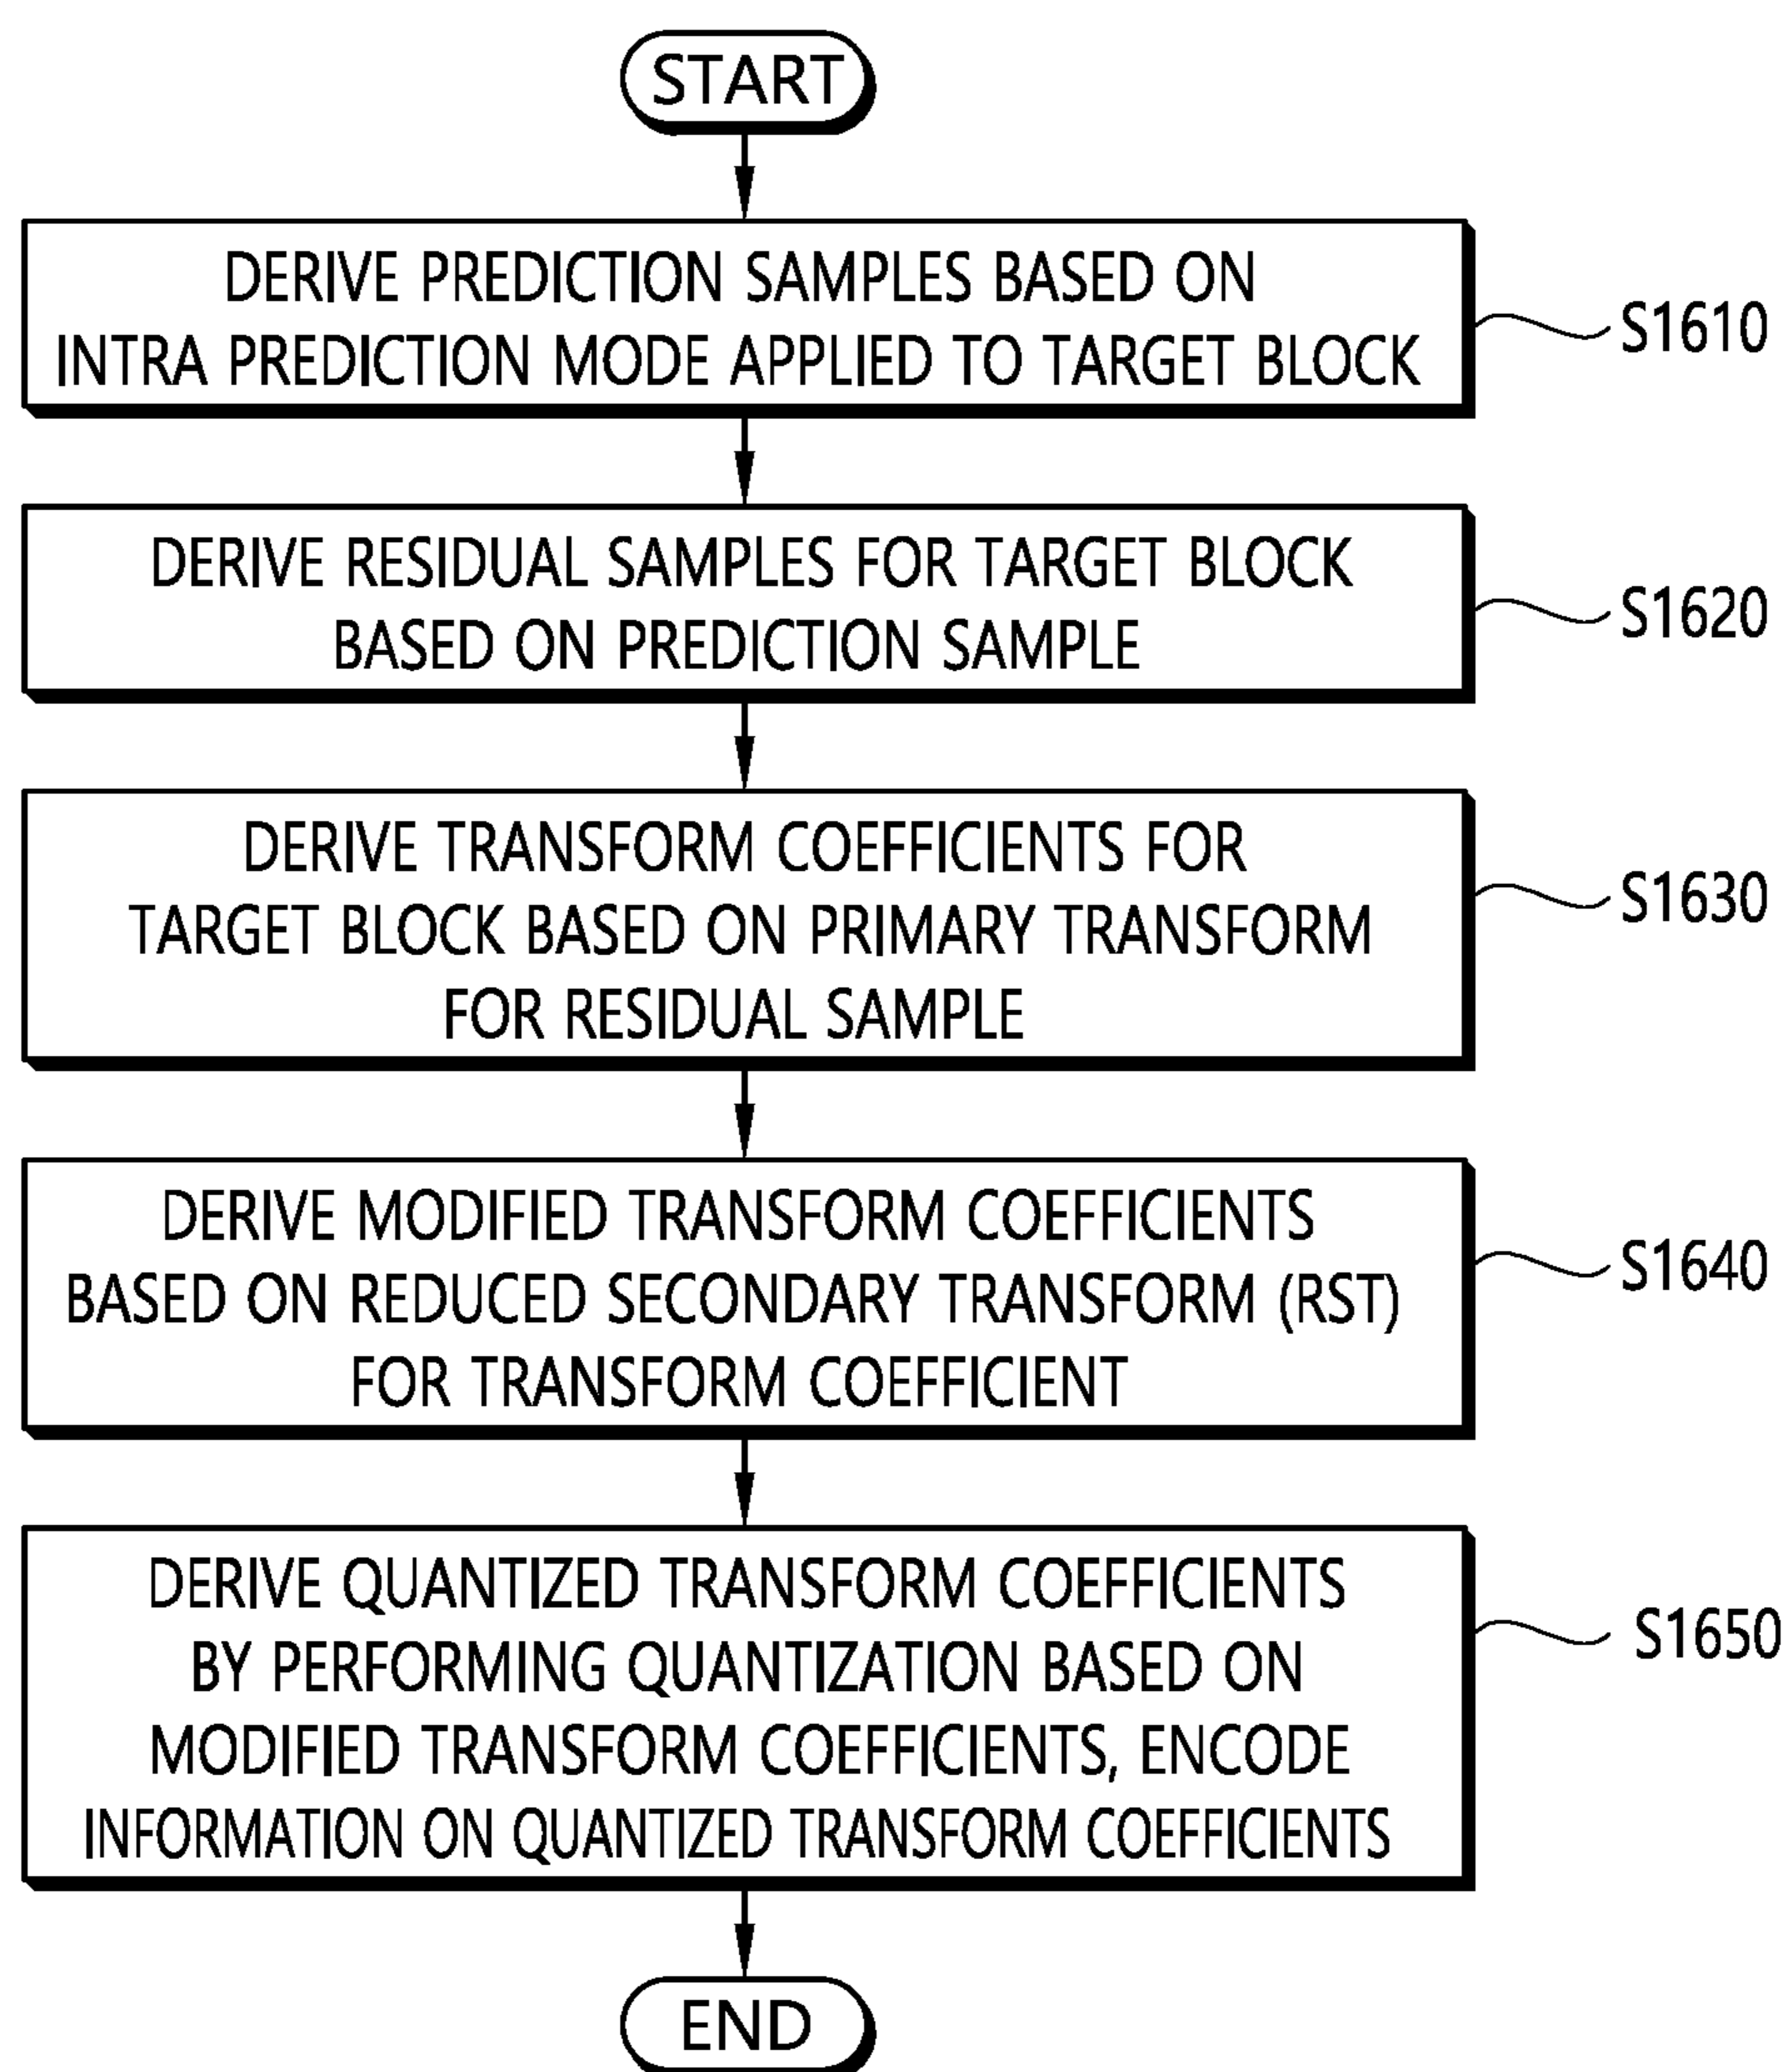 START
DERIVE PREDICTION SAMPLES BASED ON
INTRA PREDICTION MODE APPLIED TO TARGET BLOCK
S1610
DERIVE RESIDUAL SAMPLES FOR TARGET BLOCK
BASED ON PREDICTION SAMPLE
S1620
DERIVE TRANSFORM COEFFICIENTS FOR
TARGET BLOCK BASED ON PRIMARY TRANSFORM
FOR RESIDUAL SAMPLE
S1630
DERIVE MODIFIED TRANSFORM COEFFICIENTS
BASED ON REDUCED SECONDARY TRANSFORM (RST)
FOR TRANSFORM COEFFICIENT
S1640
DERIVE QUANTIZED TRANSFORM COEFFICIENTS
BY PERFORMING QUANTIZATION BASED ON
MODIFIED TRANSFORM COEFFICIENTS, ENCODE
INFORMATION ON QUANTIZED TRANSFORM COEFFICIENTS
S1650
END